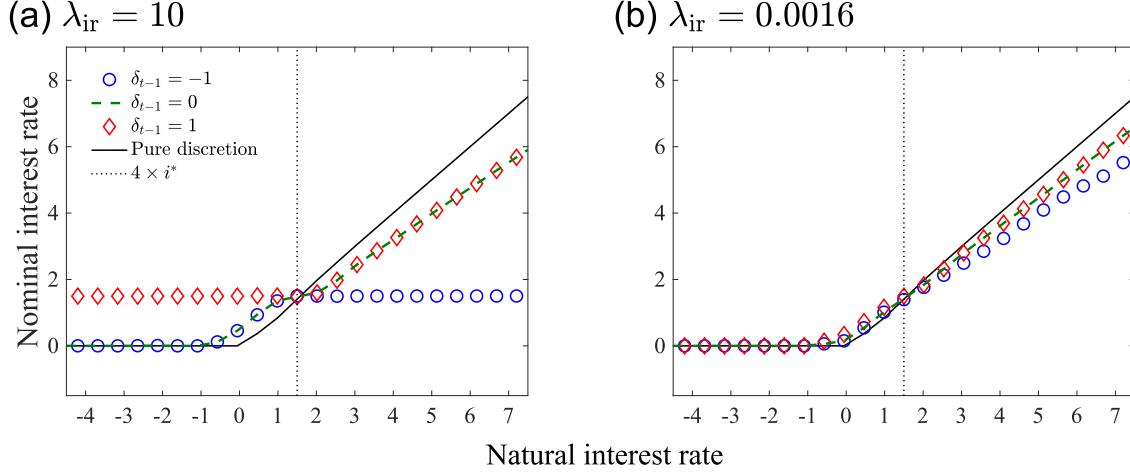 (a) λ_ir = 10
(b) λ_ir = 0.0016
Nominal interest rate
8
6
4
2
0
δ_{t−1} = −1
δ_{t−1} = 0
δ_{t−1} = 1
Pure discretion
4 × i*
-4 -3 -2 -1 0 1 2 3 4 5 6 7
8
6
4
2
0
-4 -3 -2 -1 0 1 2 3 4 5 6 7
Natural interest rate